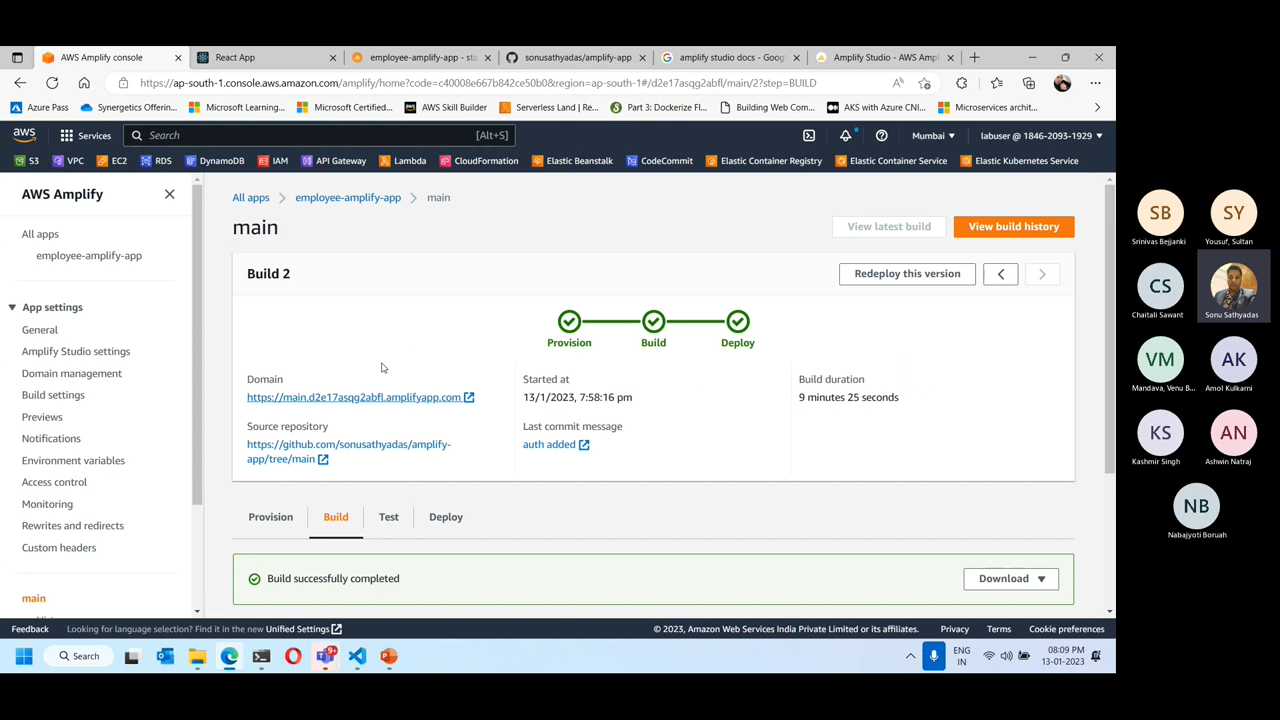 AWS Amplify console
React App
employee-amplify-app - sta
sonusathyadas/amplify-app
amplify studio docs - Goog
Amplify Studio - AWS Ampl
https://ap-south-1.console.aws.amazon.com/amplify/home?code=c40008e667b842ce50b0&region=ap-south-1#/d2e17asqg2abfl/main/2?step=BUILD
Azure Pass
Synergetics Offering...
Microsoft Learning...
Microsoft Certified...
AWS Skill Builder
Serverless Land | Re...
Part 3: Dockerize Fl...
Building Web Com...
AKS with Azure CNI...
Microservices archit...
aws
Services
Search
[Alt+S]
Mumbai
labuser @ 1846-2093-1929
S3
VPC
EC2
RDS
DynamoDB
IAM
API Gateway
Lambda
CloudFormation
Elastic Beanstalk
CodeCommit
Elastic Container Registry
Elastic Container Service
Elastic Kubernetes Service
AWS Amplify
All apps
employee-amplify-app
App settings
General
Amplify Studio settings
Domain management
Build settings
Previews
Notifications
Environment variables
Access control
Monitoring
Rewrites and redirects
Custom headers
main
All apps
employee-amplify-app
main
main
View latest build
View build history
Build 2
Redeploy this version
Provision
Build
Deploy
Domain
https://main.d2e17asqg2abfl.amplifyapp.com
Source repository
https://github.com/sonusathyadas/amplify-
app/tree/main
Started at
13/1/2023, 7:58:16 pm
Last commit message
auth added
Build duration
9 minutes 25 seconds
Provision
Build
Test
Deploy
Build successfully completed
Download
Feedback
Looking for language selection? Find it in the new Unified Settings
© 2023, Amazon Web Services India Private Limited or its affiliates.
Privacy
Terms
Cookie preferences
Search
9+
ENG
IN
08:09 PM
13-01-2023
SB
Srinivas Bejjanki
SY
Yousuf, Sultan
CS
Chaitali Sawant
Sonu Sathyadas
VM
Mandava, Venu B...
AK
Amol Kulkarni
KS
Kashmir Singh
AN
Ashwin Natraj
NB
Nabajyoti Boruah